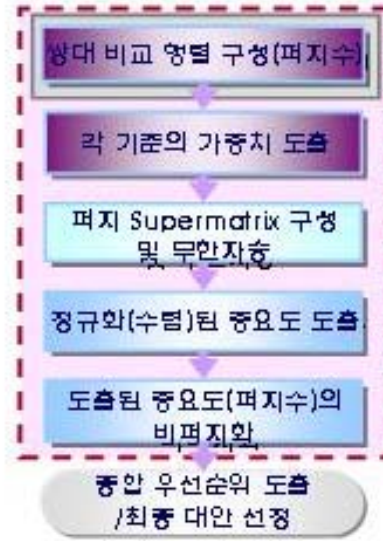 쌍대 비교 행렬 구성(퍼지수)
각 기준의 가중치 도출
퍼지 Supermatrix 구성
및 무한자승
정규화(수렴)된 중요도 도출
도출된 중요도(퍼지수)의
비퍼지화
종합 우선순위 도출
/최종 대안 선정